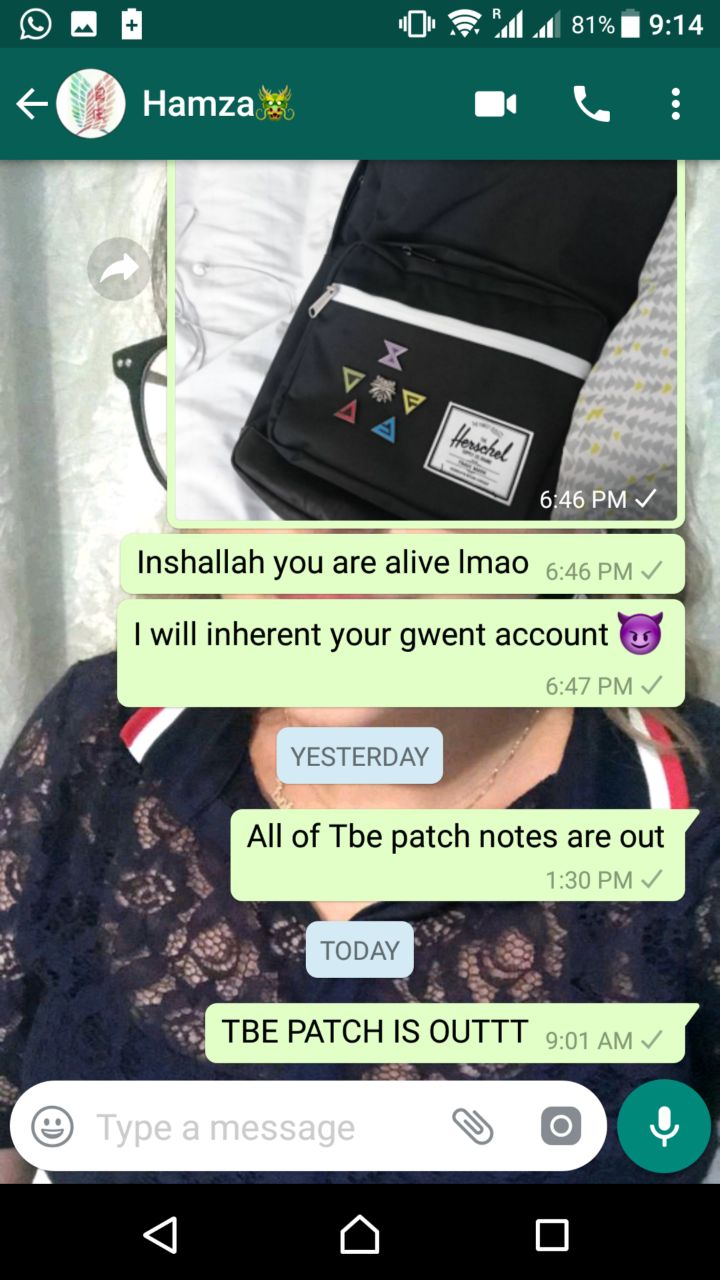 R 81% 9:14
Hamza🐲
Herschel
6:46 PM
Inshallah you are alive lmao 6:46 PM
I will inherent your gwent account 😈
6:47 PM
YESTERDAY
All of Tbe patch notes are out
1:30 PM
TODAY
TBE PATCH IS OUTTT 9:01 AM
Type a message